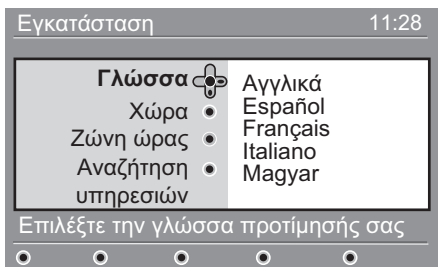 Εγκατάσταση 11:28
Γλώσσα
Χώρα
Ζώνη ώρας
Αναζήτηση
υπηρεσιών
Αγγλικά
Español
Français
Italiano
Magyar
Επιλέξτε την γλώσσα προτίμησής σας